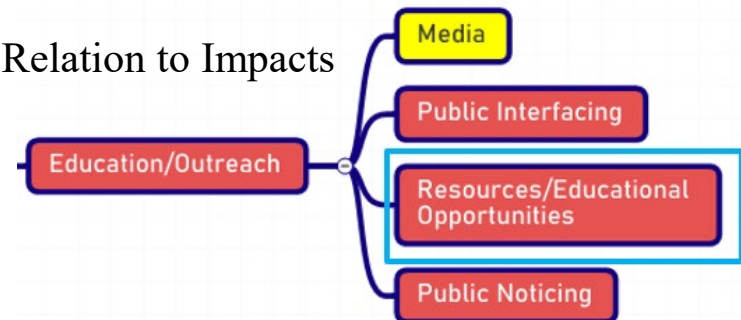 Media
Relation to Impacts
Public Interfacing
Education/Outreach
Resources/Educational
Opportunities
Public Noticing